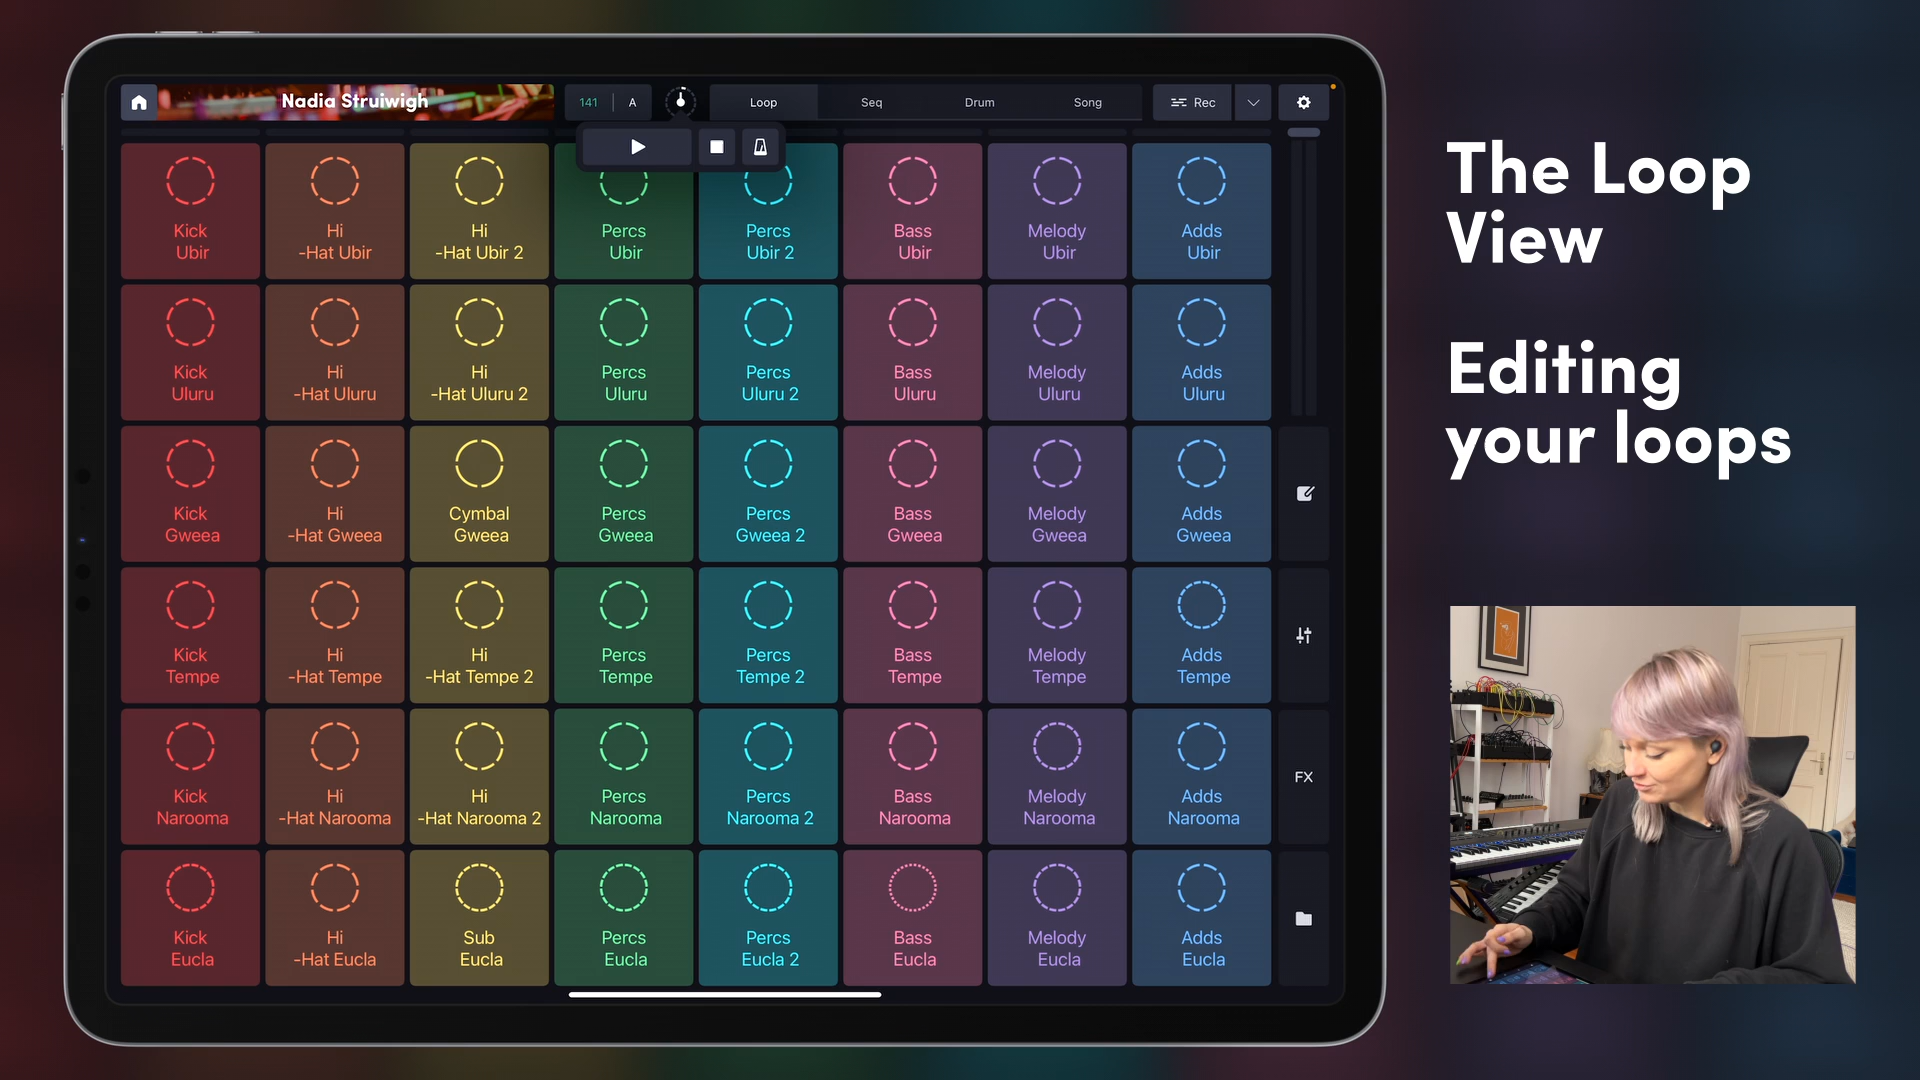 Nadia Struiwigh
141
A
Loop
Seq
Drum
Song
Rec
Kick
Ubir
Hi
-Hat Ubir
Hi
-Hat Ubir 2
Percs
Ubir
Percs
Ubir 2
Bass
Ubir
Melody
Ubir
Adds
Ubir
Kick
Uluru
Hi
-Hat Uluru
Hi
-Hat Uluru 2
Percs
Uluru
Percs
Uluru 2
Bass
Uluru
Melody
Uluru
Adds
Uluru
Kick
Gweea
Hi
-Hat Gweea
Cymbal
Gweea
Percs
Gweea
Percs
Gweea 2
Bass
Gweea
Melody
Gweea
Adds
Gweea
Kick
Tempe
Hi
-Hat Tempe
Hi
-Hat Tempe 2
Percs
Tempe
Percs
Tempe 2
Bass
Tempe
Melody
Tempe
Adds
Tempe
Kick
Narooma
Hi
-Hat Narooma
Hi
-Hat Narooma 2
Percs
Narooma
Percs
Narooma 2
Bass
Narooma
Melody
Narooma
Adds
Narooma
FX
Kick
Eucla
Hi
-Hat Eucla
Sub
Eucla
Percs
Eucla
Percs
Eucla 2
Bass
Eucla
Melody
Eucla
Adds
Eucla
The Loop
View
Editing
your loops